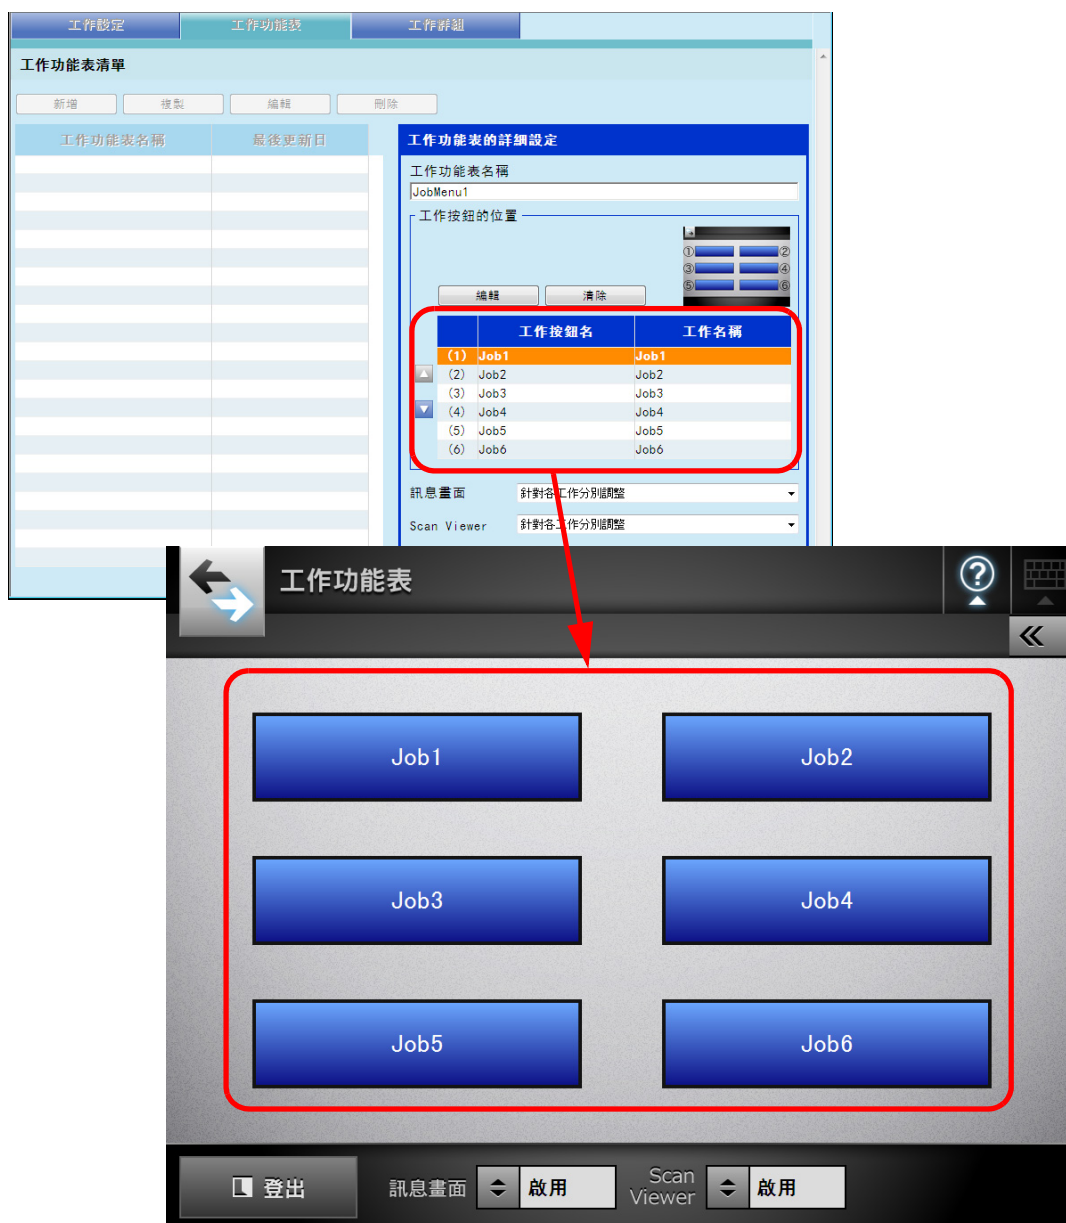 工作設定 工作功能表 工作群組
工作功能表清單
新增 複製 編輯 刪除
工作功能表名稱 最後更新日
工作功能表的詳細設定
工作功能表名稱
JobMenu1
工作按鈕的位置
① ②
③ ④
⑤ ⑥
編輯 清除
工作按鈕名 工作名稱
(1) Job1 Job1
(2) Job2 Job2
(3) Job3 Job3
(4) Job4 Job4
(5) Job5 Job5
(6) Job6 Job6
訊息畫面 針對各工作分別調整
Scan Viewer 針對各工作分別調整
工作功能表
?
Job1 Job2
Job3 Job4
Job5 Job6
登出 訊息畫面 啟用 Scan Viewer 啟用